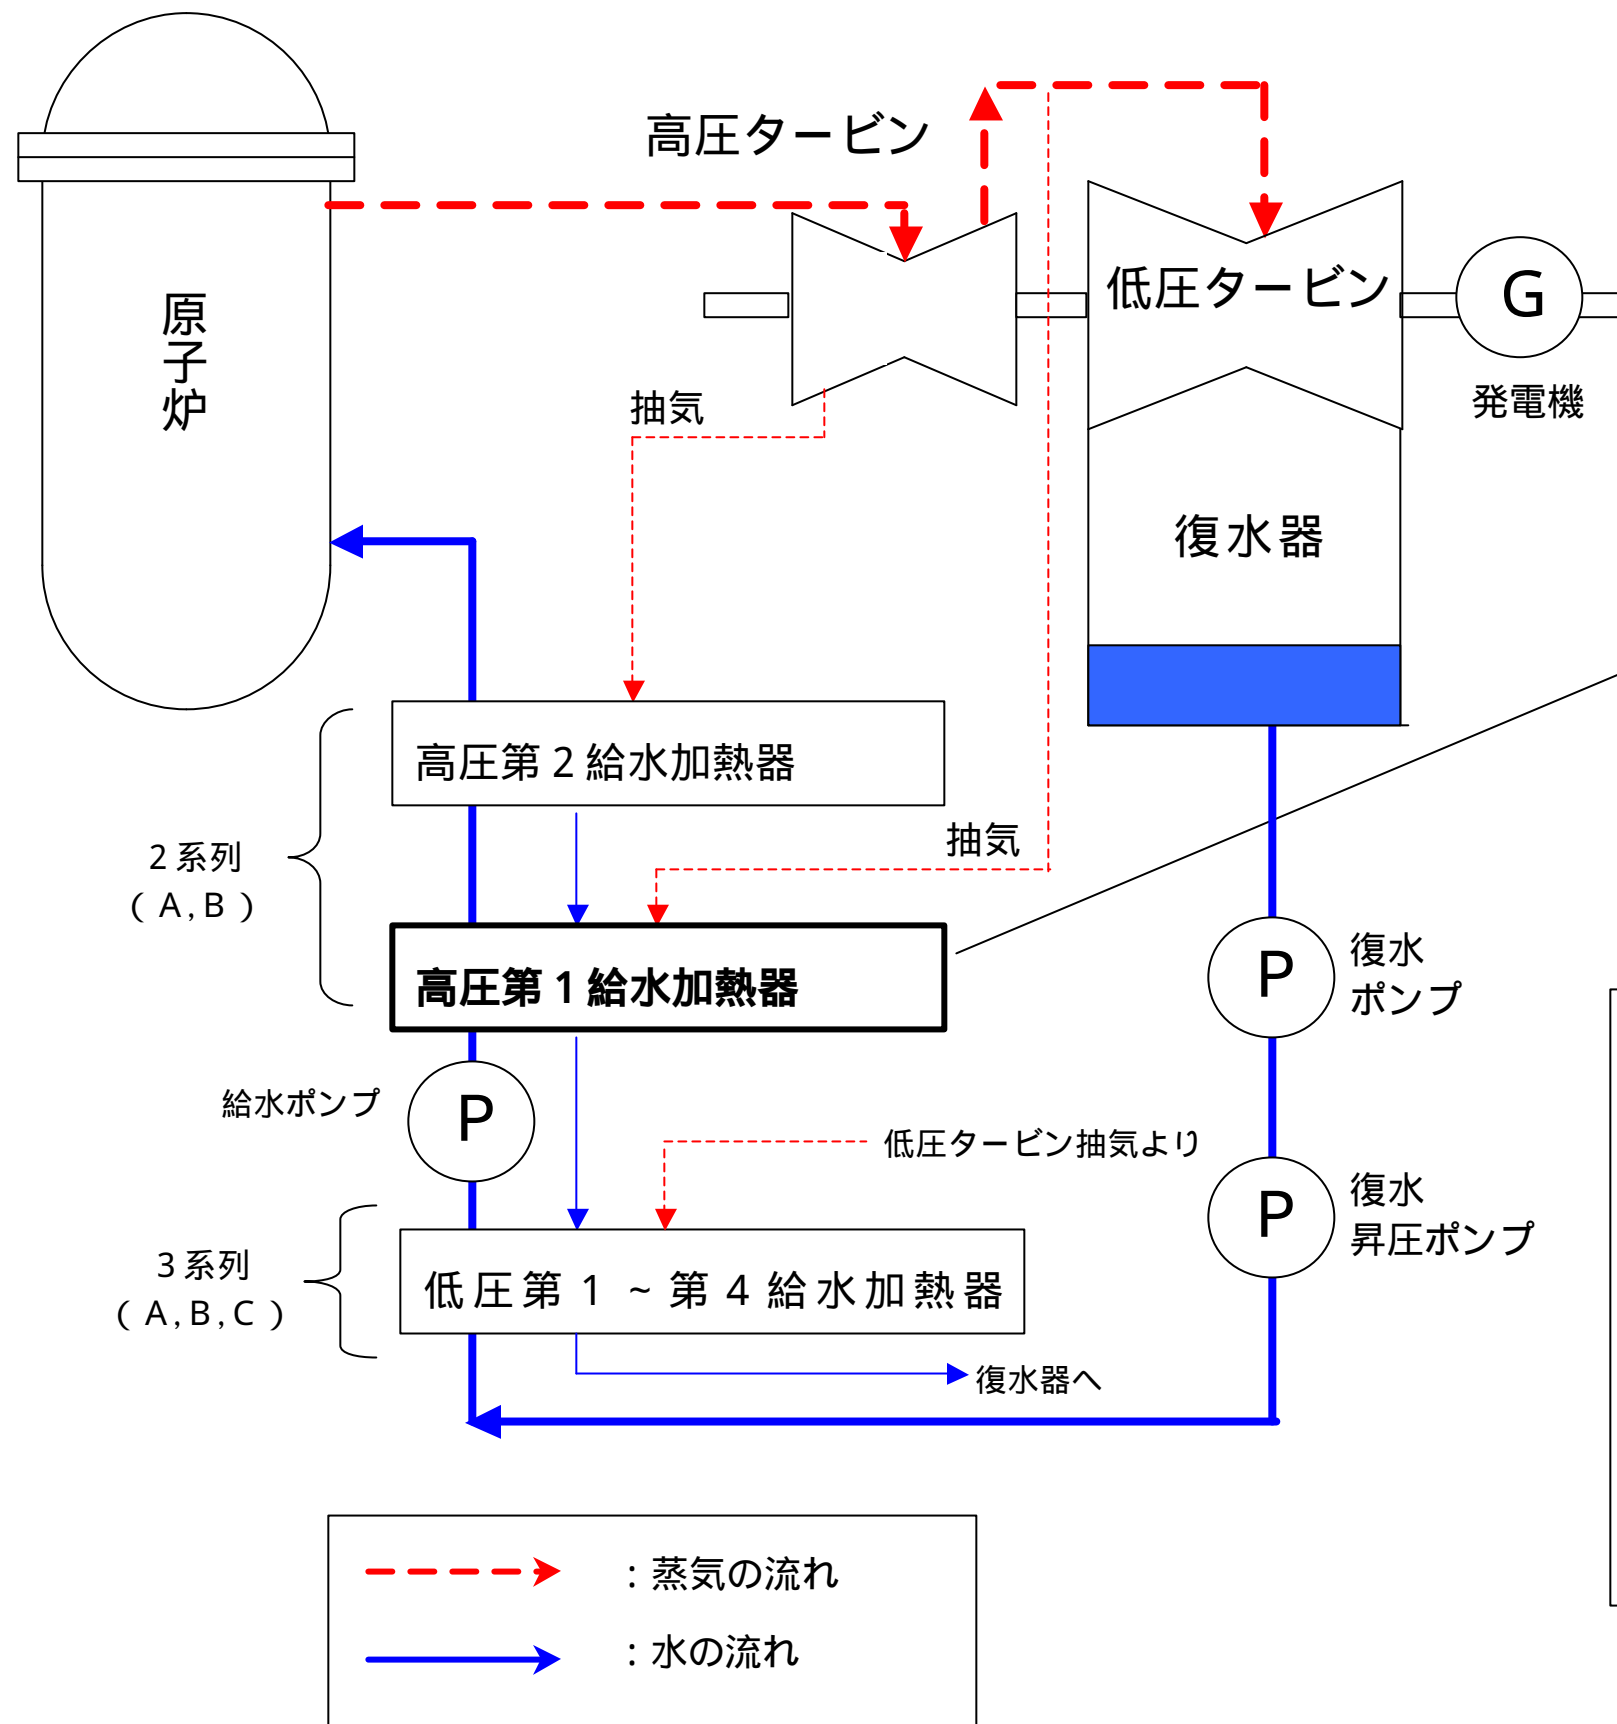 高圧タービン
原子炉
低圧タービン
G
発電機
抽気
復水器
高圧第2給水加熱器
抽気
2系列
(A,B)
高圧第1給水加熱器
P
復水
ポンプ
給水ポンプ
P
低圧タービン抽気より
P
復水
昇圧ポンプ
3系列
(A,B,C)
低圧第1~第4給水加熱器
復水器へ
:蒸気の流れ
:水の流れ